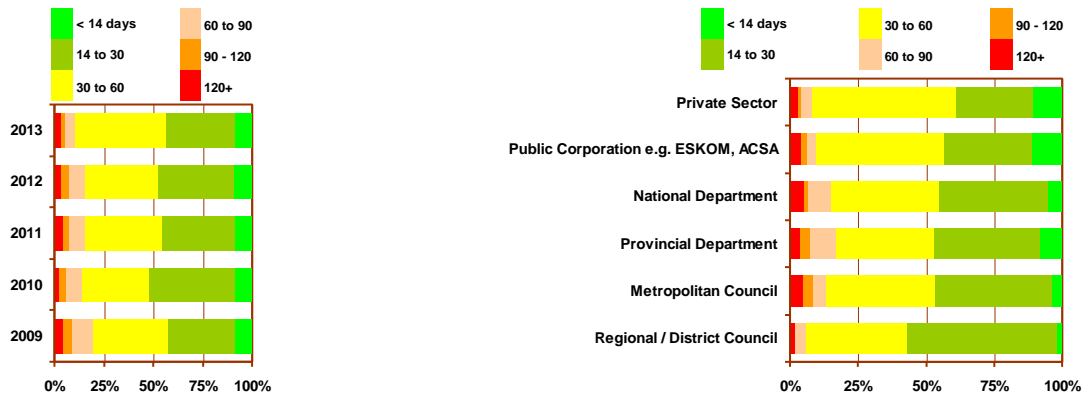 < 14 days
60 to 90
14 to 30
90 - 120
30 to 60
120+
2013
2012
2011
2010
2009
0% 25% 50% 75% 100%
< 14 days
30 to 60
90 - 120
14 to 30
60 to 90
120+
Private Sector
Public Corporation e.g. ESKOM, ACSA
National Department
Provincial Department
Metropolitan Council
Regional / District Council
0% 25% 50% 75% 100%